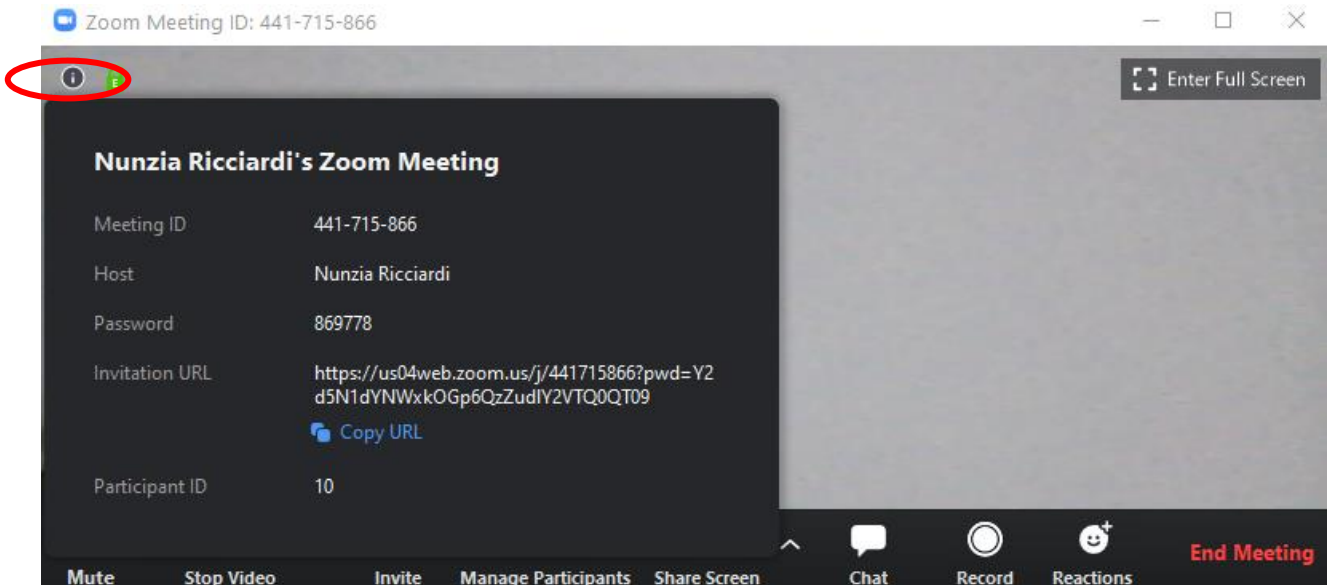 Zoom Meeting ID: 441-715-866
E
Enter Full Screen
Nunzia Ricciardi's Zoom Meeting
Meeting ID 441-715-866
Host Nunzia Ricciardi
Password 869778
Invitation URL https://us04web.zoom.us/j/441715866?pwd=Y2
d5N1dYNWxkOGp6QzZudlY2VTQ0QT09
Copy URL
Participant ID 10
Mute Stop Video Invite Manage Participants Share Screen Chat Record Reactions End Meeting